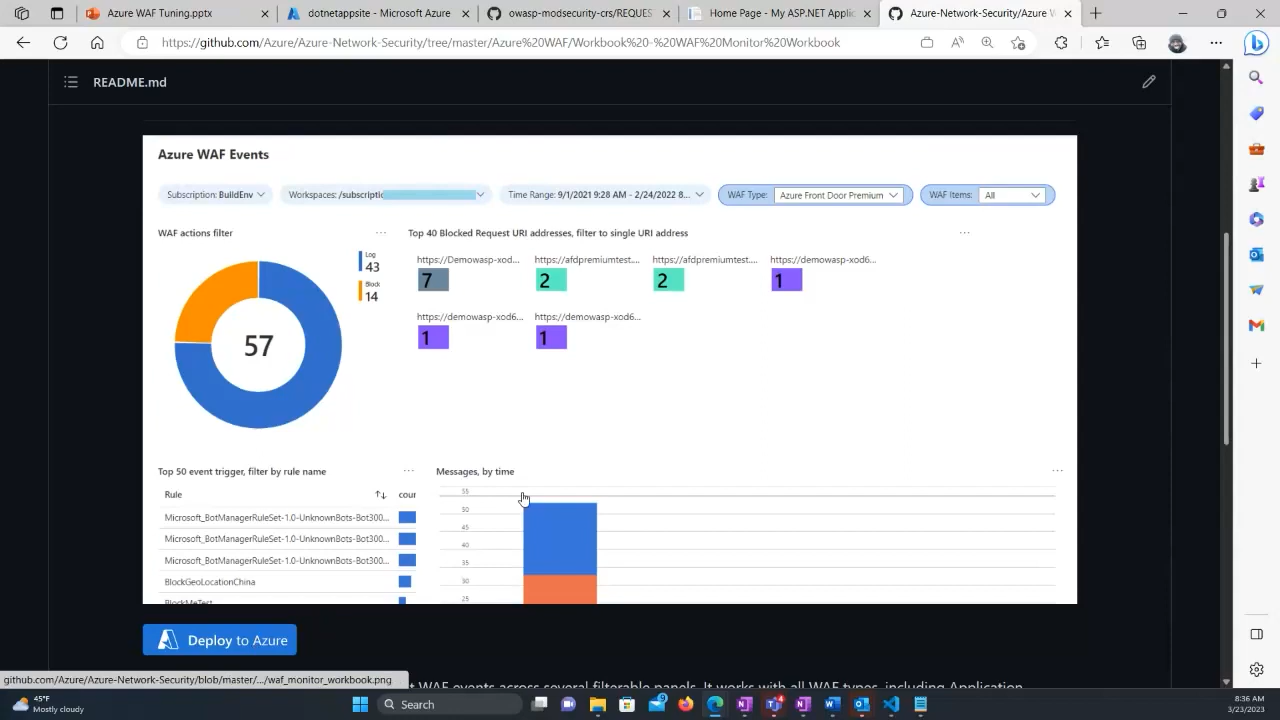 Azure WAF Tuning.pptx
dotnetappsite - Microsoft Azure
owasp-modsecurity-crs/REQUES
Home Page - My ASP.NET Applic
Azure-Network-Security/Azure W
https://github.com/Azure/Azure-Network-Security/tree/master/Azure%20WAF/Workbook%20-%20WAF%20Monitor%20Workbook
README.md
Azure WAF Events
Subscription: BuildEnv
Workspaces: /subscriptic
Time Range: 9/1/2021 9:28 AM - 2/24/2022 8...
WAF Type: Azure Front Door Premium
WAF Items: All
WAF actions filter
Log
43
Block
14
57
Top 40 Blocked Request URI addresses, filter to single URI address
https://Demowasp-xod...
https://afdpremiumtest....
https://afdpremiumtest....
https://demowasp-xod6...
7
2
2
1
https://demowasp-xod6...
https://demowasp-xod6...
1
1
Top 50 event trigger, filter by rule name
Rule
cour
Microsoft_BotManagerRuleSet-1.0-UnknownBots-Bot300...
Microsoft_BotManagerRuleSet-1.0-UnknownBots-Bot300...
Microsoft_BotManagerRuleSet-1.0-UnknownBots-Bot300...
BlockGeoLocationChina
BlockMeTest
Messages, by time
55
50
45
40
35
30
25
Deploy to Azure
github.com/Azure/Azure-Network-Security/blob/master/.../waf_monitor_workbook.png
t WAF events across several filterable panels. It works with all WAF types, including Application
45°F
Mostly cloudy
Search
9
4
8:36 AM
3/23/2023